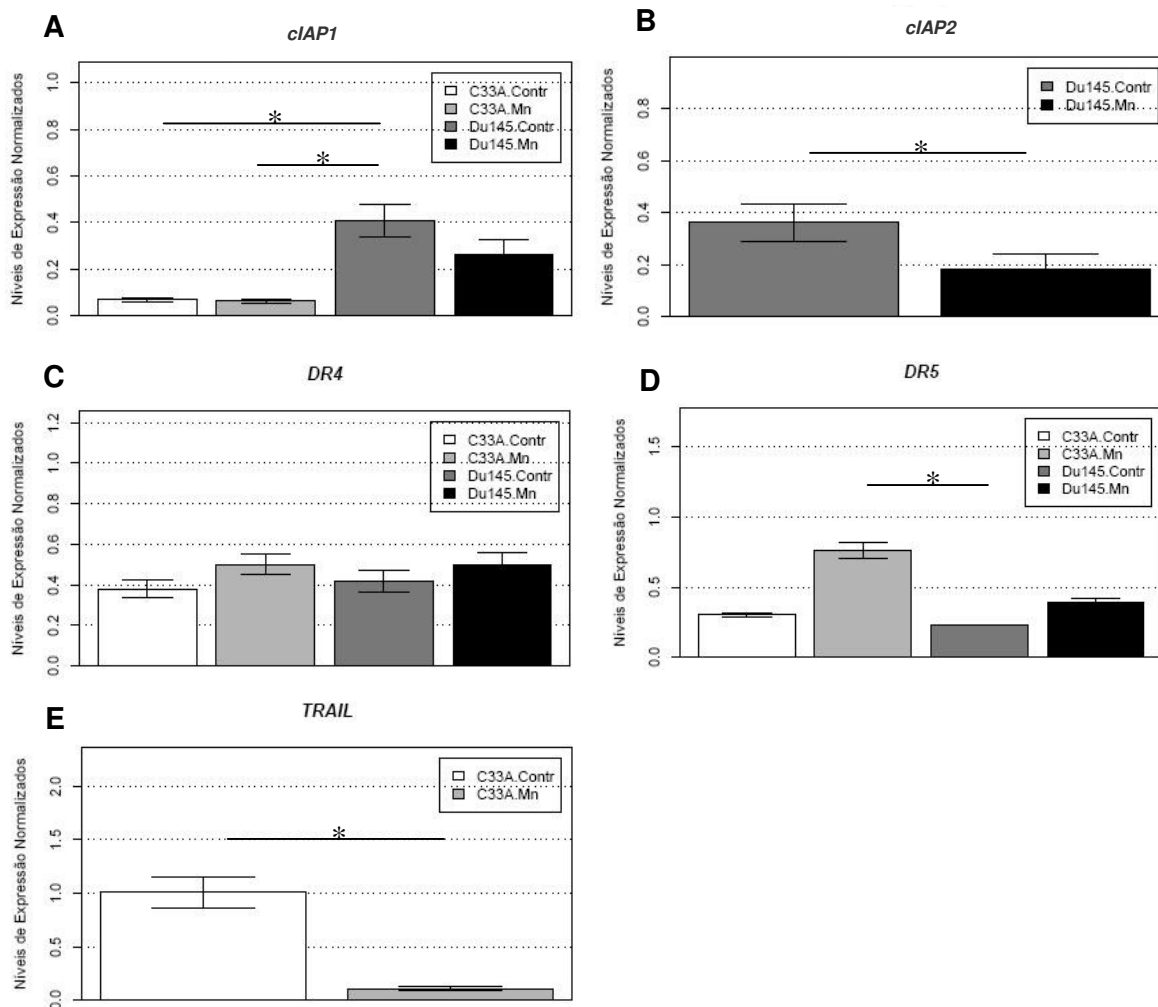 A
cIAP1
Níveis de Expressão Normalizados
1.0
0.8
0.6
0.4
0.2
0.0
C33A.Contr
C33A.Mn
Du145.Contr
Du145.Mn
*
*
B
cIAP2
Níveis de Expressão Normalizados
0.8
0.6
0.4
0.2
0.0
Du145.Contr
Du145.Mn
*
C
DR4
Níveis de Expressão Normalizados
1.2
1.0
0.8
0.6
0.4
0.2
0.0
C33A.Contr
C33A.Mn
Du145.Contr
Du145.Mn
D
DR5
Níveis de Expressão Normalizados
1.5
1.0
0.5
0.0
C33A.Contr
C33A.Mn
Du145.Contr
Du145.Mn
*
E
TRAIL
Níveis de Expressão Normalizados
2.0
1.5
1.0
0.5
0.0
C33A.Contr
C33A.Mn
*